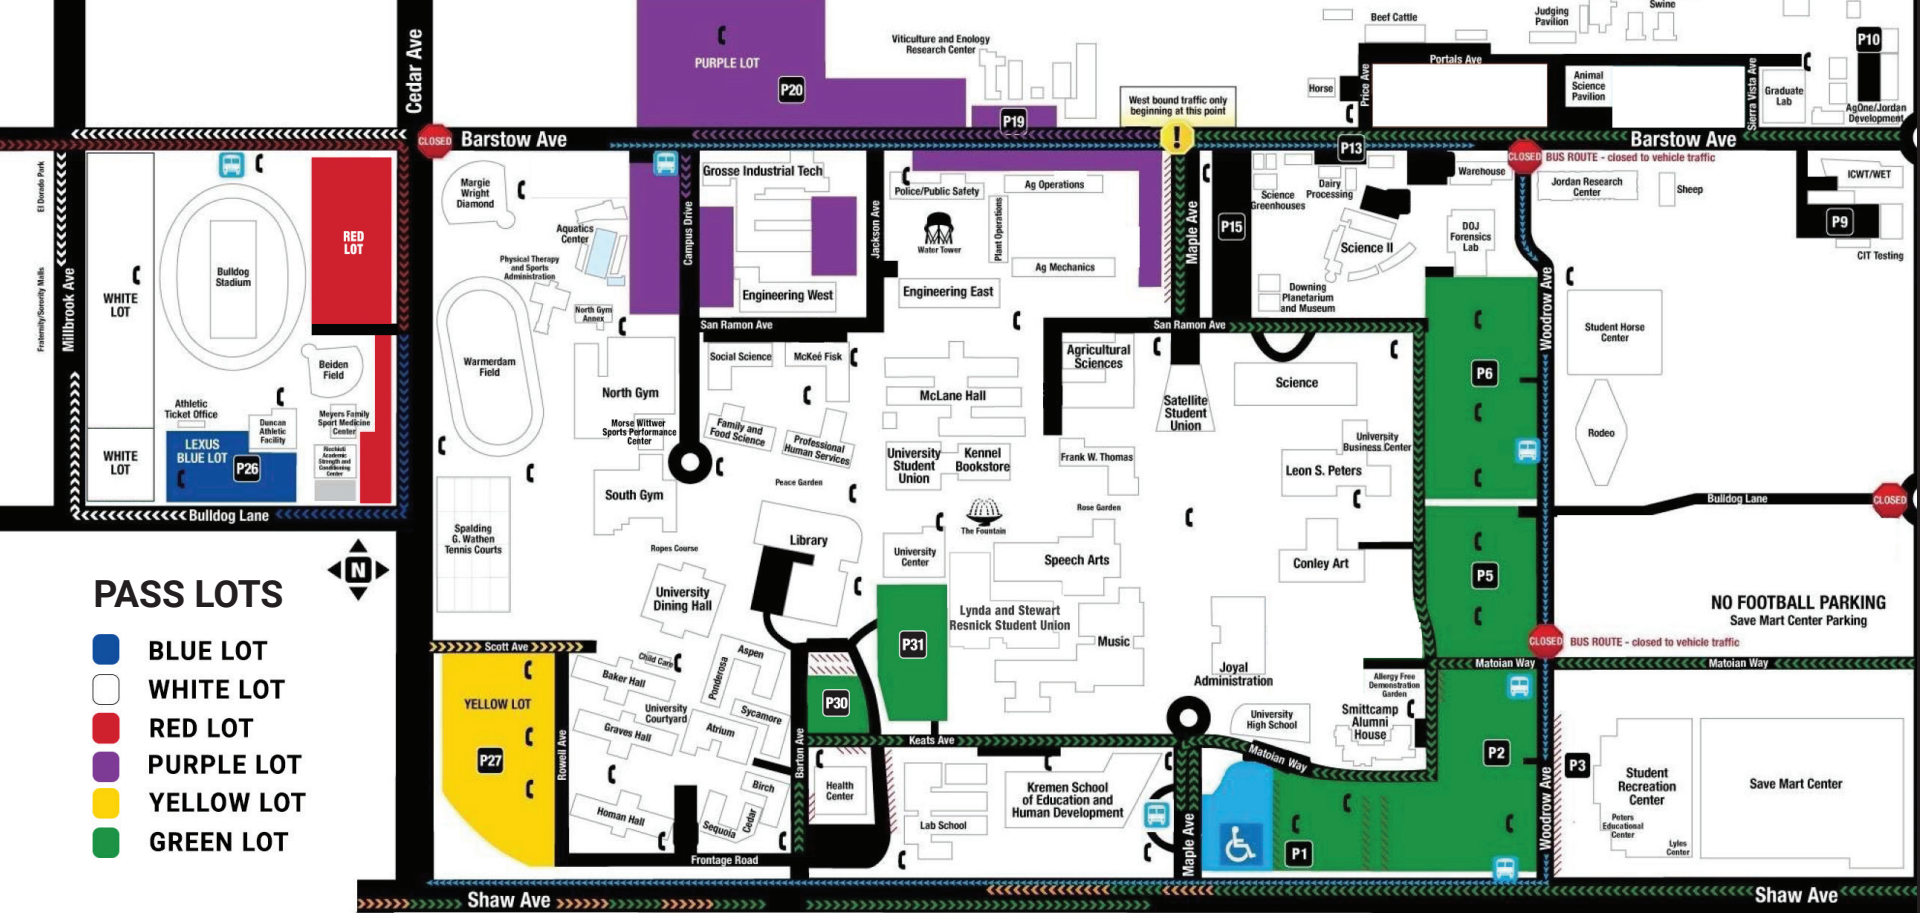 Cedar Ave
PURPLE LOT
P20
Viticulture and Enology
Research Center
P19
West bound traffic only
beginning at this point
!
Beef Cattle
Judging
Pavilion
Swine
P10
Portals Ave
Horse
Price Ave
Animal
Science
Pavilion
Sierra Vista Ave
Graduate
Lab
AgOne/Jordan
Development
CLOSED
Barstow Ave
P13
Barstow Ave
CLOSED
BUS ROUTE - closed to vehicle traffic
El Dorado Park
Fraternity/Sorority Malls
Millbrook Ave
WHITE
LOT
WHITE
LOT
Bulldog
Stadium
RED
LOT
Beiden
Field
Athletic
Ticket Office
Duncan
Athletic
Facility
Meyers Family
Sport Medicine
Center
Ricchiuti
Academic
Strength and
Conditioning
Center
LEXUS
BLUE LOT
P26
Bulldog Lane
Margie
Wright
Diamond
Aquatics
Center
Physical Therapy
and Sports
Administration
North Gym
Annex
Warmerdam
Field
North Gym
Morse Wittwer
Sports Performance
Center
South Gym
Spalding
G. Wathen
Tennis Courts
Campus Drive
Grosse Industrial Tech
Engineering West
Jackson Ave
San Ramon Ave
Police/Public Safety
Ag Operations
Water Tower
Plant Operations
Ag Mechanics
Engineering East
Maple Ave
P15
Science
Greenhouses
Dairy
Processing
Science II
Warehouse
DOJ
Forensics
Lab
Downing
Planetarium
and Museum
Jordan Research
Center
Sheep
ICWT/WET
P9
CIT Testing
Woodrow Ave
Student Horse
Center
Rodeo
Social Science
McKee Fisk
Family and
Food Science
Professional
Human Services
Peace Garden
McLane Hall
University
Student
Union
Kennel
Bookstore
The Fountain
San Ramon Ave
Agricultural
Sciences
Satellite
Student
Union
Frank W. Thomas
Rose Garden
Science
University
Business Center
Leon S. Peters
Conley Art
P6
P5
Bulldog Lane
CLOSED
NO FOOTBALL PARKING
Save Mart Center Parking
CLOSED
BUS ROUTE - closed to vehicle traffic
Matoian Way
Matoian Way
Ropes Course
Library
University
Dining Hall
University
Center
Speech Arts
Lynda and Stewart
Resnick Student Union
Music
P31
P30
Joyal
Administration
University
High School
Allergy Free
Demonstration
Garden
Smittcamp
Alumni
House
Matoian Way
N
PASS LOTS
BLUE LOT
WHITE LOT
RED LOT
PURPLE LOT
YELLOW LOT
GREEN LOT
Scott Ave
YELLOW LOT
P27
Rowell Ave
Child Care
Baker Hall
University
Courtyard
Graves Hall
Homan Hall
Ponderosa
Aspen
Sycamore
Atrium
Birch
Cedar
Sequoia
Barton Ave
Frontage Road
Keats Ave
Health
Center
Lab School
Kremen School
of Education and
Human Development
Maple Ave
P1
P2
Woodrow Ave
P3
Student
Recreation
Center
Peters
Educational
Center
Lyles
Center
Save Mart Center
Shaw Ave
Shaw Ave